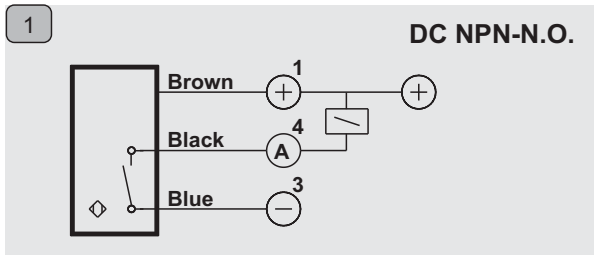 1
DC NPN-N.O.
Brown
1
+
+
Black
4
A
Blue
3
−